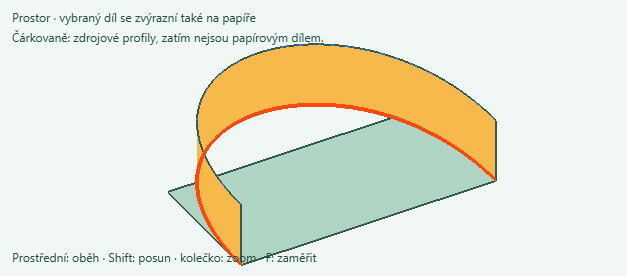 Prostor · vybraný díl se zvýrazní také na papíře
Čárkovaně: zdrojové profily, zatím nejsou papírovým dílem.
Prostřední: oběh · Shift: posun · kolečko: zoom · F: zaměřit